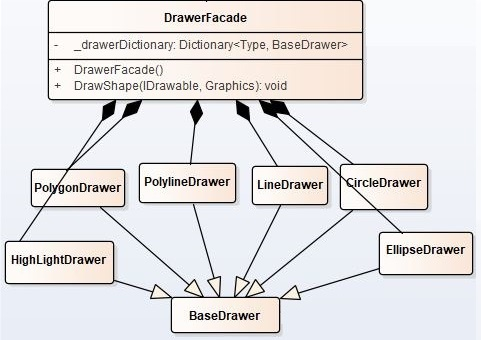 DrawerFacade
- _drawerDictionary: Dictionary<Type, BaseDrawer>
+ DrawerFacade()
+ DrawShape(IDrawable, Graphics): void
PolygonDrawer
PolylineDrawer
LineDrawer
CircleDrawer
HighLightDrawer
EllipseDrawer
BaseDrawer